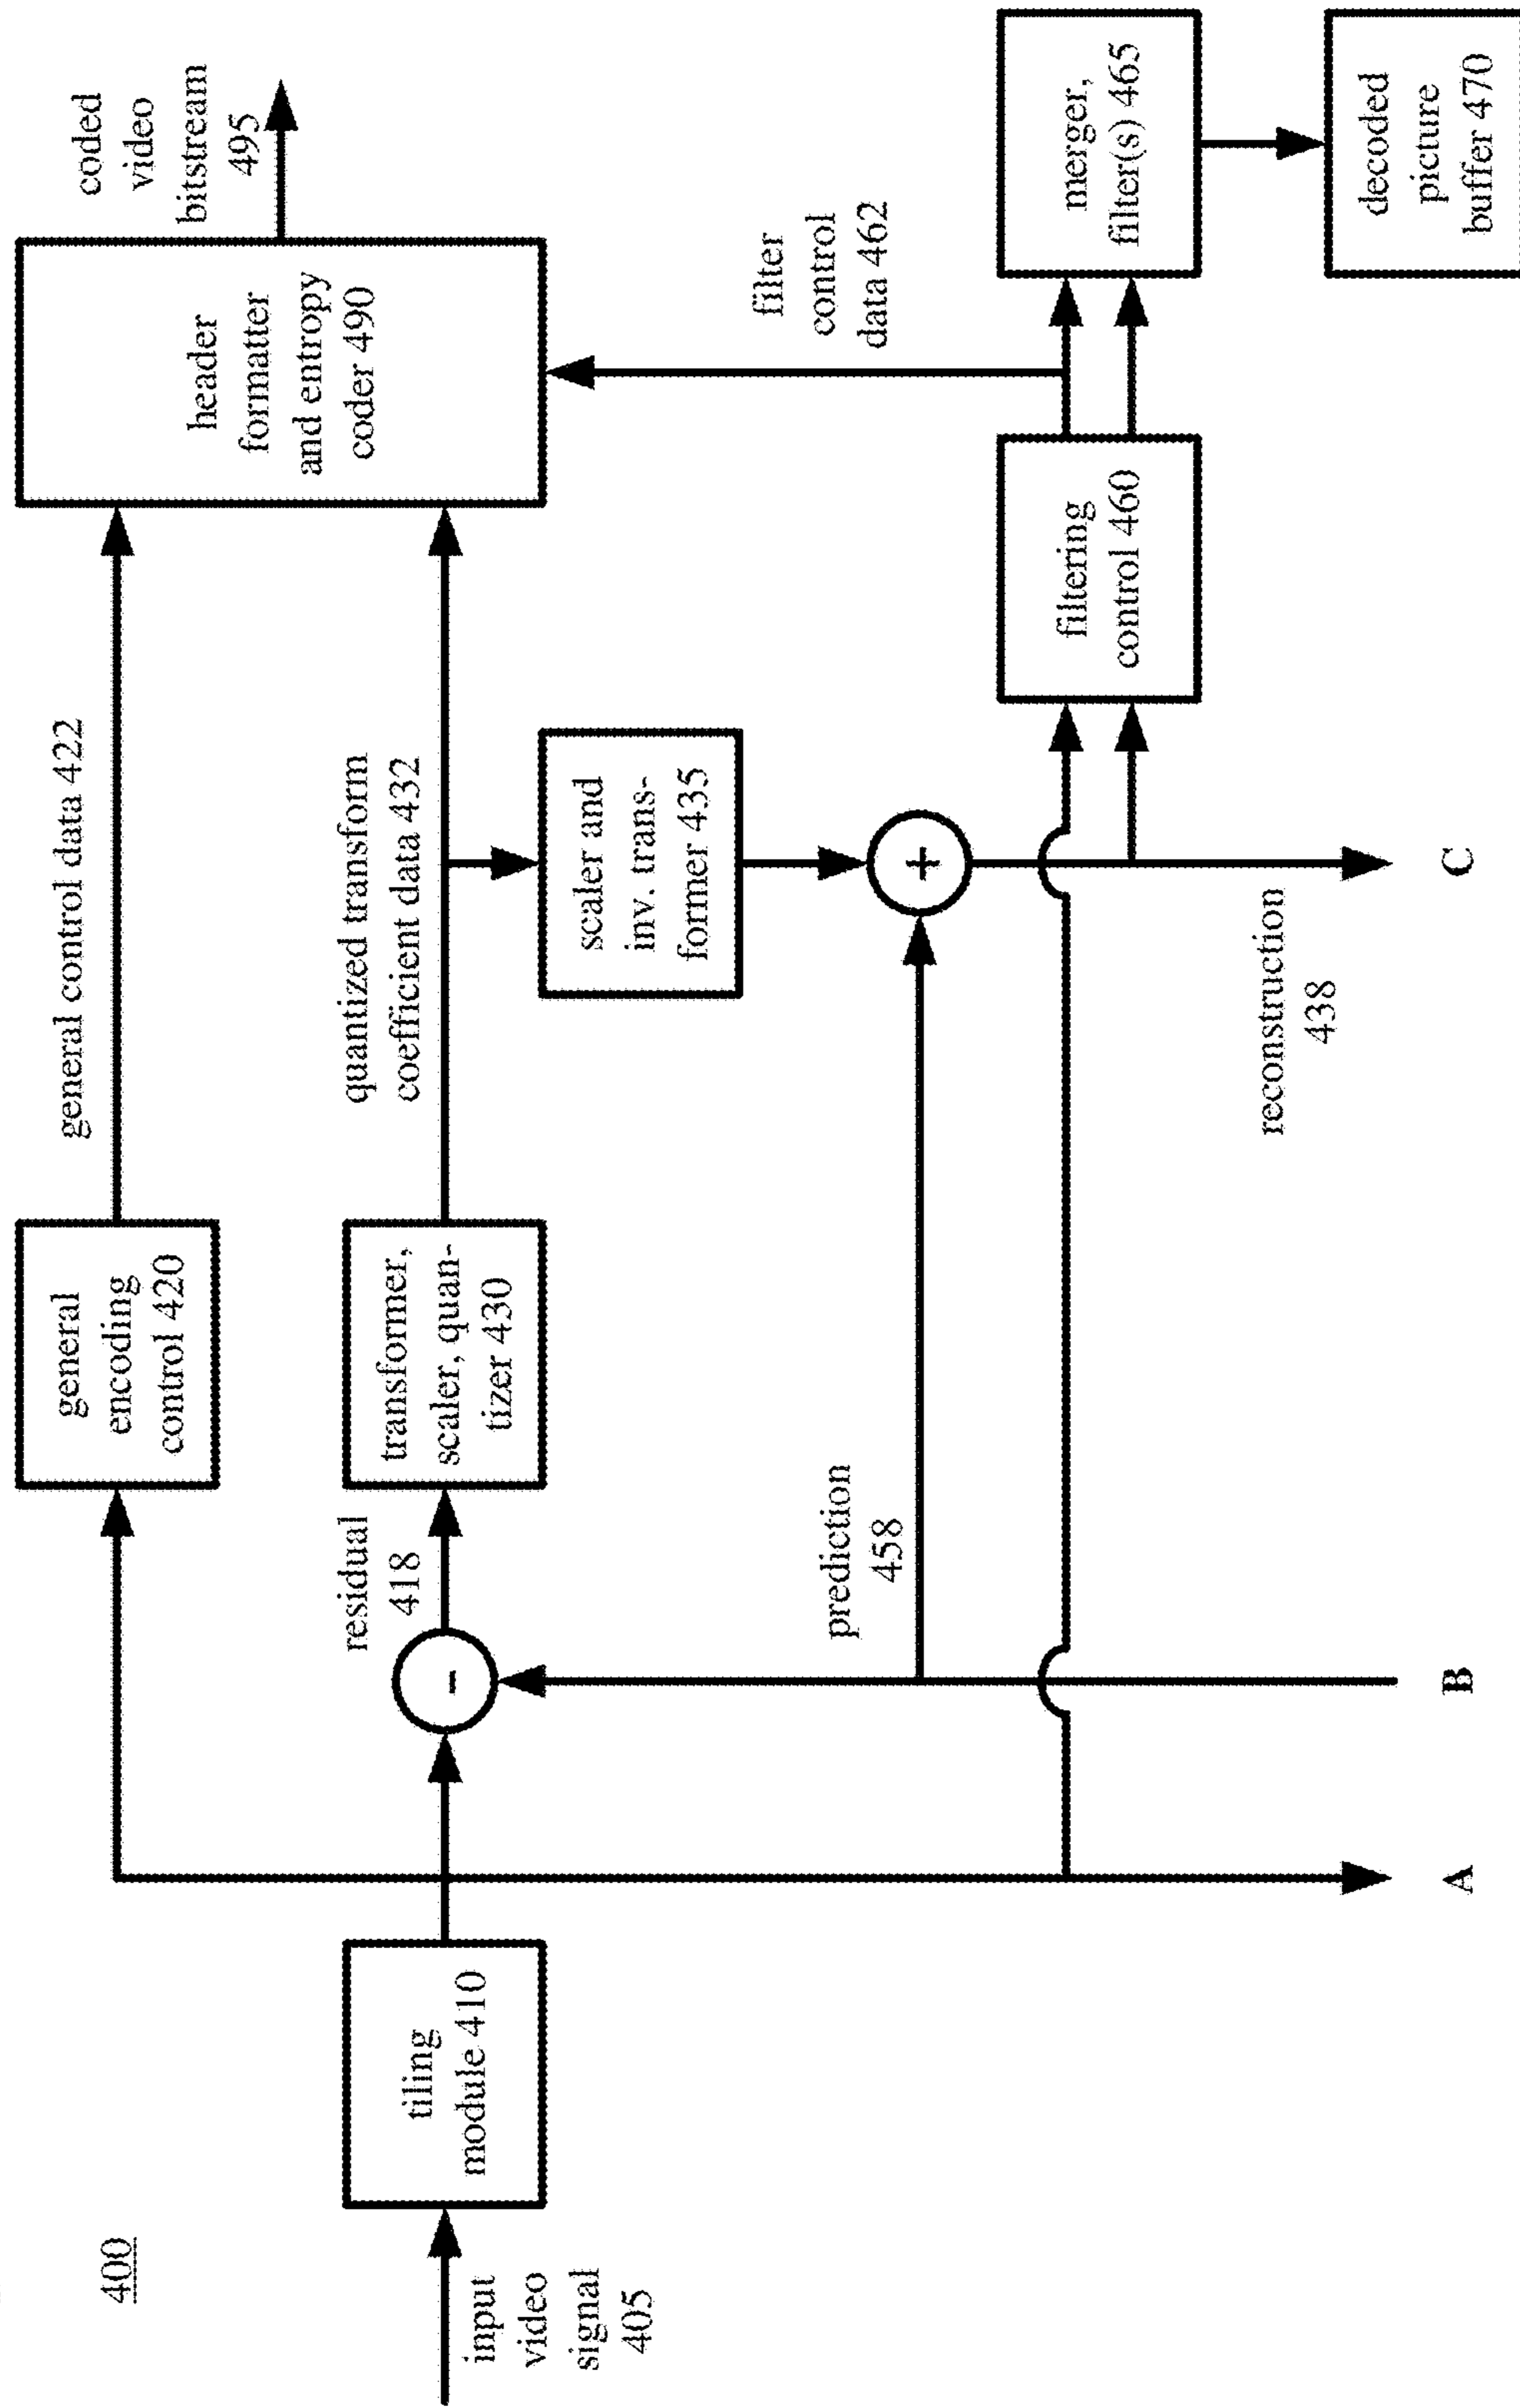 400
input
video
signal
405
tiling
module 410
general
encoding
control 420
general control data 422
header
formatter
and entropy
coder 490
coded
video
bitstream
495
-
residual
418
transformer,
scaler, quan-
tizer 430
quantized transform
coefficient data 432
scaler and
inv. trans-
former 435
prediction
458
+
filter
control
data 462
filtering
control 460
merger,
filter(s) 465
decoded
picture
buffer 470
reconstruction
438
A
B
C